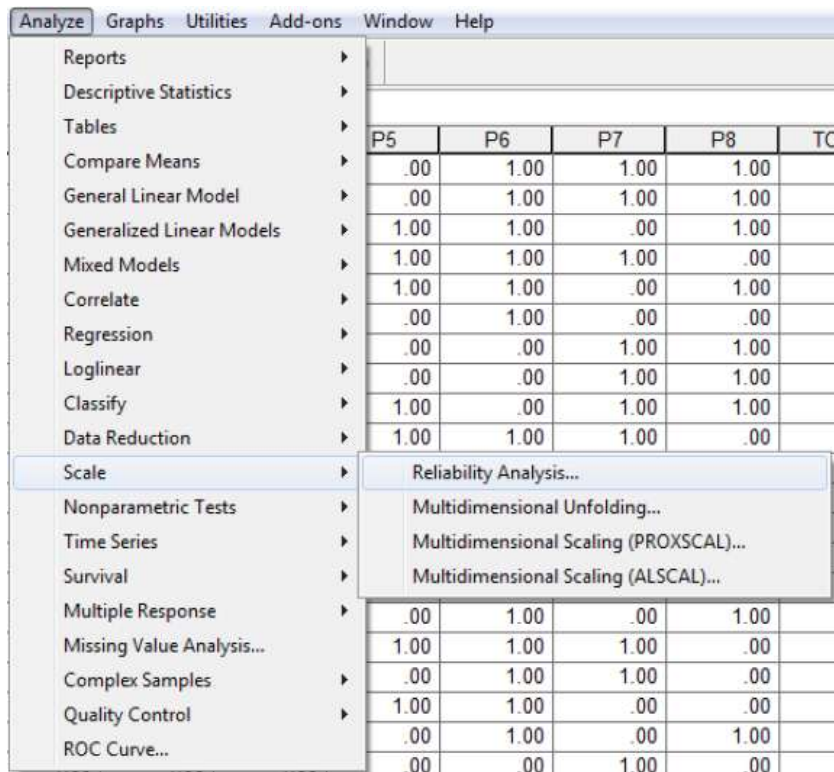 Analyze Graphs Utilities Add-ons Window Help
Reports
Descriptive Statistics
Tables
Compare Means
General Linear Model
Generalized Linear Models
Mixed Models
Correlate
Regression
Loglinear
Classify
Data Reduction
Scale
Nonparametric Tests
Time Series
Survival
Multiple Response
Missing Value Analysis...
Complex Samples
Quality Control
ROC Curve...
Reliability Analysis...
Multidimensional Unfolding...
Multidimensional Scaling (PROXSCAL)...
Multidimensional Scaling (ALSCAL)...
P5 P6 P7 P8
.00 1.00 1.00 1.00
.00 1.00 1.00 1.00
1.00 1.00 .00 1.00
1.00 1.00 1.00 .00
1.00 1.00 .00 1.00
.00 1.00 .00 .00
.00 .00 1.00 1.00
.00 .00 1.00 1.00
1.00 .00 1.00 1.00
1.00 1.00 1.00 .00
.00 1.00 .00 1.00
1.00 1.00 1.00 .00
.00 1.00 1.00 .00
1.00 1.00 .00 .00
.00 1.00 .00 1.00
.00 .00 1.00 .00